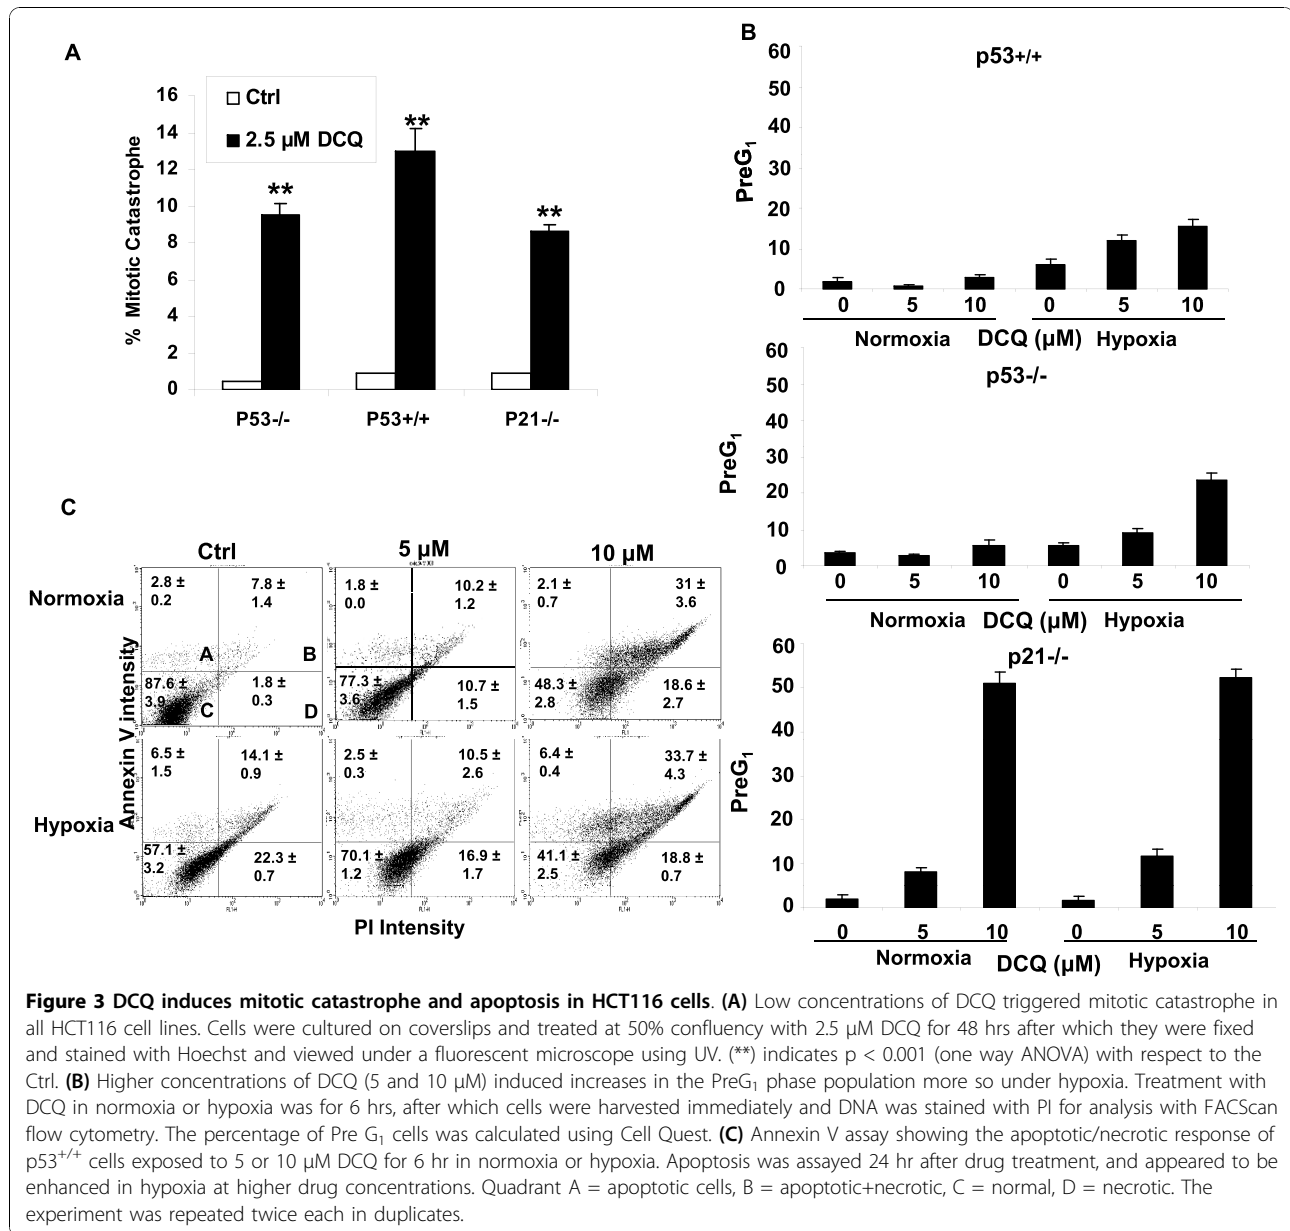 A
16
14
12
10
8
6
4
2
0
% Mitotic Catastrophe
Ctrl
2.5 µM DCQ
**
**
**
P53-/-
P53+/+
P21-/-
B
p53+/+
60
50
40
30
20
10
0
PreG1
0 5 10 0 5 10
Normoxia DCQ (µM) Hypoxia
p53-/-
60
50
40
30
20
10
0
PreG1
0 5 10 0 5 10
Normoxia DCQ (µM) Hypoxia
p21-/-
60
50
40
30
20
10
0
PreG1
0 5 10 0 5 10
Normoxia DCQ (µM) Hypoxia
C
Ctrl 5 µM 10 µM
Normoxia
Annexin V intensity
2.8 ±
0.2
7.8 ±
1.4
A
B
87.6 ±
3.9
C
1.8 ±
0.3
D
1.8 ±
0.0
10.2 ±
1.2
77.3 ±
3.6
10.7 ±
1.5
2.1 ±
0.7
31 ±
3.6
48.3 ±
2.8
18.6 ±
2.7
Hypoxia
6.5 ±
1.5
14.1 ±
0.9
57.1 ±
3.2
22.3 ±
0.7
2.5 ±
0.3
10.5 ±
2.6
70.1 ±
1.2
16.9 ±
1.7
6.4 ±
0.4
33.7 ±
4.3
41.1 ±
2.5
18.8 ±
0.7
PI Intensity
Figure 3 DCQ induces mitotic catastrophe and apoptosis in HCT116 cells. (A) Low concentrations of DCQ triggered mitotic catastrophe in
all HCT116 cell lines. Cells were cultured on coverslips and treated at 50% confluency with 2.5 µM DCQ for 48 hrs after which they were fixed
and stained with Hoechst and viewed under a fluorescent microscope using UV. (**) indicates p < 0.001 (one way ANOVA) with respect to the
Ctrl. (B) Higher concentrations of DCQ (5 and 10 µM) induced increases in the PreG1 phase population more so under hypoxia. Treatment with
DCQ in normoxia or hypoxia was for 6 hrs, after which cells were harvested immediately and DNA was stained with PI for analysis with FACScan
flow cytometry. The percentage of Pre G1 cells was calculated using Cell Quest. (C) Annexin V assay showing the apoptotic/necrotic response of
p53+/+ cells exposed to 5 or 10 µM DCQ for 6 hr in normoxia or hypoxia. Apoptosis was assayed 24 hr after drug treatment, and appeared to be
enhanced in hypoxia at higher drug concentrations. Quadrant A = apoptotic cells, B = apoptotic+necrotic, C = normal, D = necrotic. The
experiment was repeated twice each in duplicates.